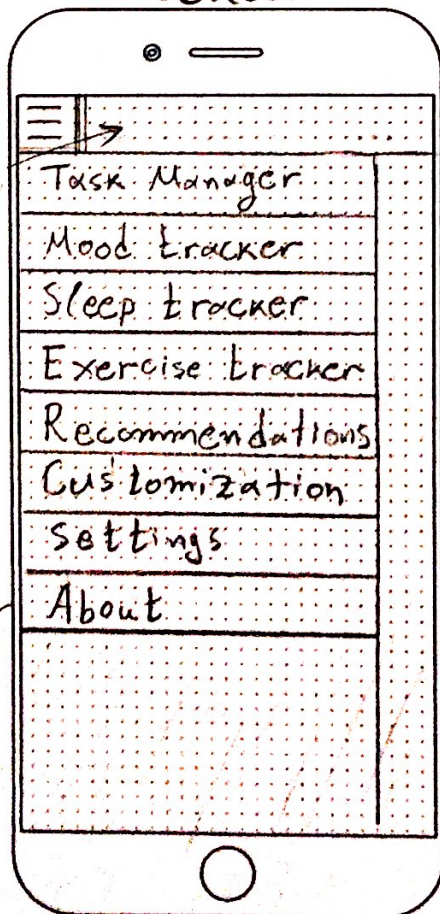 Task Manager
Mood tracker
Sleep tracker
Exercise tracker
Recommendations
Customization
settings
About